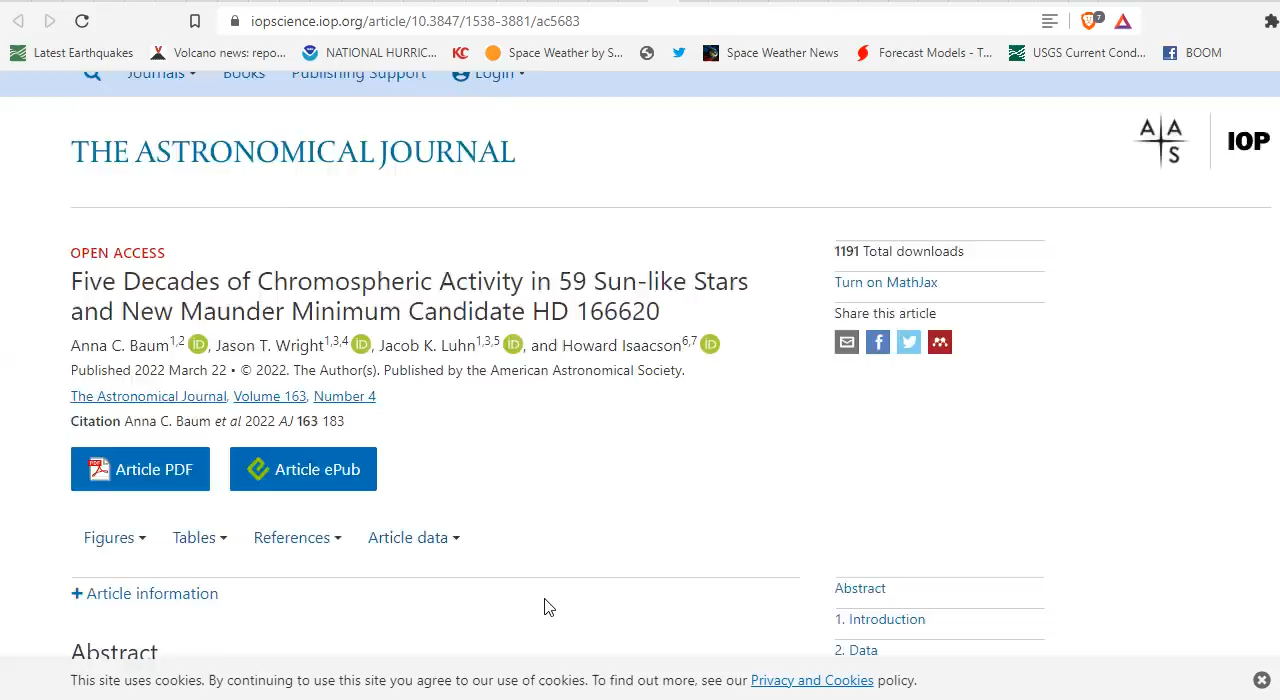 iopscience.iop.org/article/10.3847/1538-3881/ac5683
7
Latest Earthquakes
Volcano news: repo...
NATIONAL HURRIC...
KC
Space Weather by S...
Space Weather News
Forecast Models - T...
USGS Current Cond...
BOOM
Journals
Books
Publishing Support
Login
THE ASTRONOMICAL JOURNAL
A A
S
IOP
OPEN ACCESS
Five Decades of Chromospheric Activity in 59 Sun-like Stars
and New Maunder Minimum Candidate HD 166620
Anna C. Baum1,2 iD, Jason T. Wright1,3,4 iD, Jacob K. Luhn1,3,5 iD, and Howard Isaacson6,7 iD
Published 2022 March 22 • © 2022. The Author(s). Published by the American Astronomical Society.
The Astronomical Journal, Volume 163, Number 4
Citation Anna C. Baum et al 2022 AJ 163 183
PDF Article PDF
Article ePub
Figures
Tables
References
Article data
+ Article information
Abstract
1191 Total downloads
Turn on MathJax
Share this article
Abstract
1. Introduction
2. Data
This site uses cookies. By continuing to use this site you agree to our use of cookies. To find out more, see our Privacy and Cookies policy.